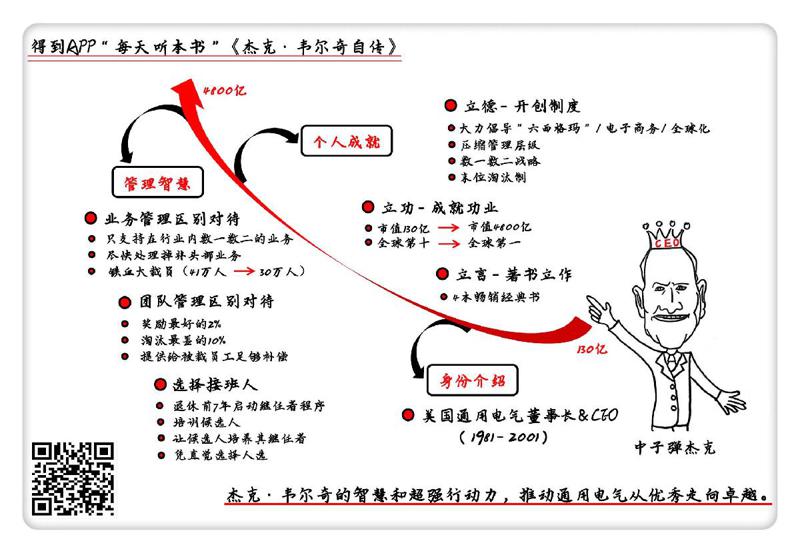 得到APP“每天听本书”《杰克·韦尔奇自传》
4800亿
个人成就
管理智慧
业务管理区别对待
只支持在行业内数一数二的业务
尽快处理掉非头部业务
铁血大裁员（41万人 → 30万人）
团队管理区别对待
奖励最好的2%
淘汰最差的10%
提供给被裁员工足够补偿
选择接班人
退休前7年启动继任者程序
培训候选人
让候选人培养其继任者
凭直觉选择人选
立德-开创制度
大力倡导“六西格玛”/电子商务/全球化
压缩管理层级
数一数二战略
末位淘汰制
立功-成就功业
市值130亿 → 市值4800亿
全球第十 → 全球第一
立言-著书立作
4本畅销经典书
130亿
身份介绍
美国通用电气董事长&CEO
（1981-2001）
CEO
中子弹杰克
杰克·韦尔奇的智慧和超强行动力，推动通用电气从优秀走向卓越。